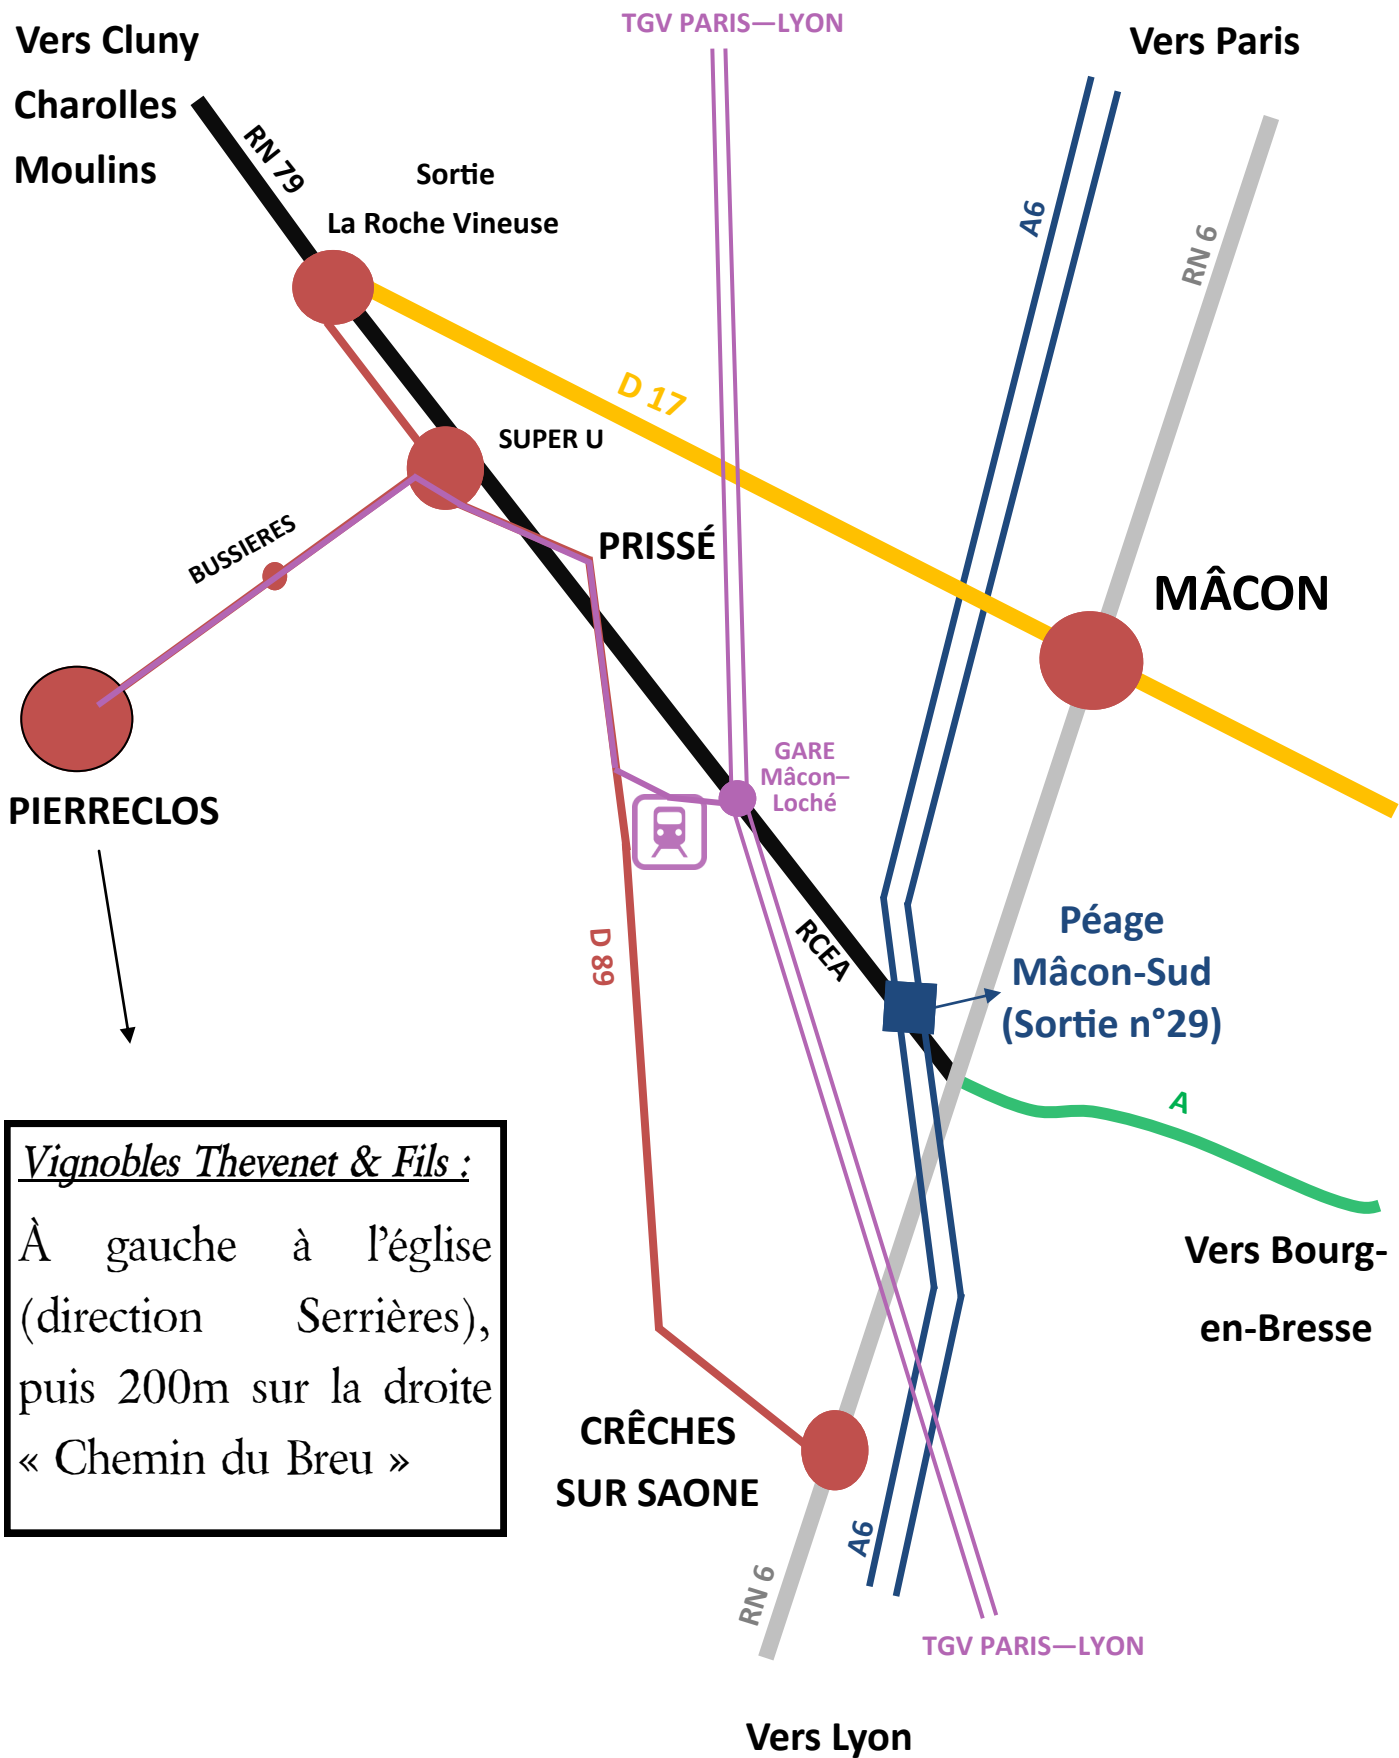 TGV PARIS—LYON
Vers Cluny
Charolles
Moulins
Vers Paris
RN 79
Sortie
La Roche Vineuse
A6
RN 6
D 17
SUPER U
BUSSIERES
PRISSÉ
MÂCON
PIERRECLOS
GARE
Mâcon–
Loché
D 89
RCEA
Péage
Mâcon-Sud
(Sortie n°29)
A
Vignobles Thevenet & Fils :
À gauche à l'église
(direction Serrières),
puis 200m sur la droite
« Chemin du Breu »
Vers Bourg-
en-Bresse
CRÊCHES
SUR SAONE
A6
RN 6
TGV PARIS—LYON
Vers Lyon